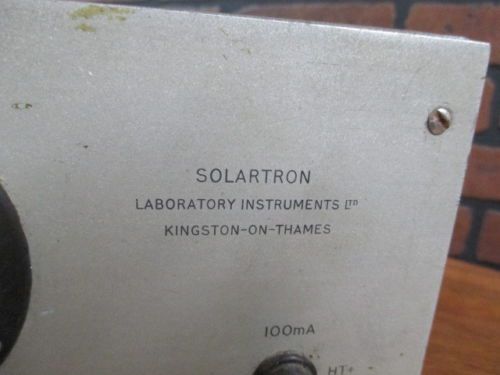 SOLARTRON
LABORATORY INSTRUMENTS LTD
KINGSTON-ON-THAMES
100mA
HT+